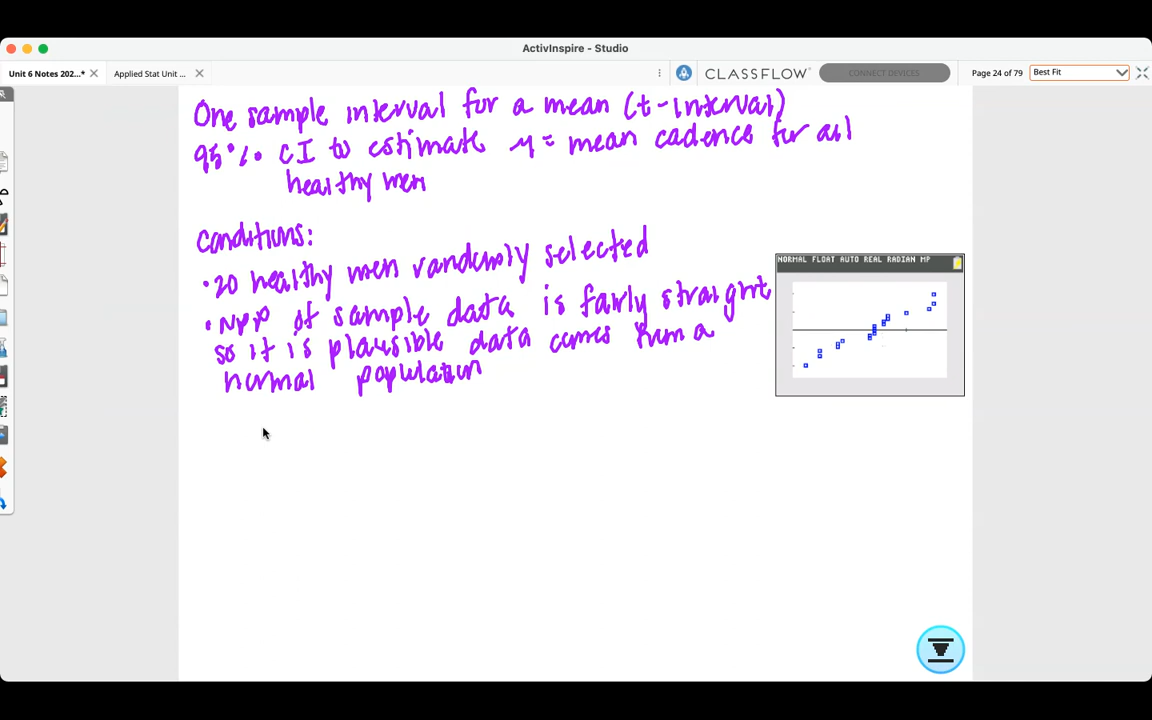 ActivInspire - Studio
Unit 6 Notes 202...*
Applied Stat Unit ...
CLASSFLOW
CONNECT DEVICES
Page 24 of 79
Best Fit
One sample interval for a mean (t-interval)
95% CI to estimate μ = mean cadence for all
healthy men
Conditions:
• 20 healthy men randomly selected
• NPP of sample data is fairly straight
so it is plausible data comes from a
normal population
NORMAL FLOAT AUTO REAL RADIAN MP